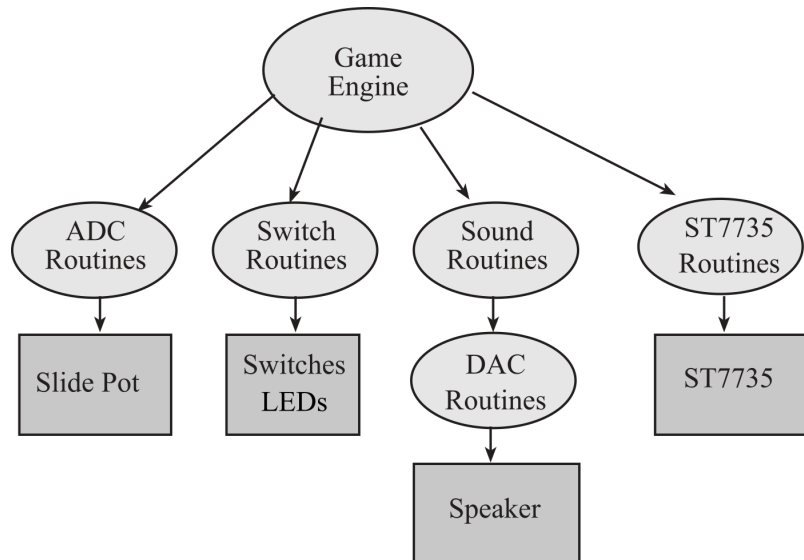 Game
Engine
ADC
Routines
Switch
Routines
Sound
Routines
ST7735
Routines
Slide Pot
Switches
LEDs
DAC
Routines
ST7735
Speaker